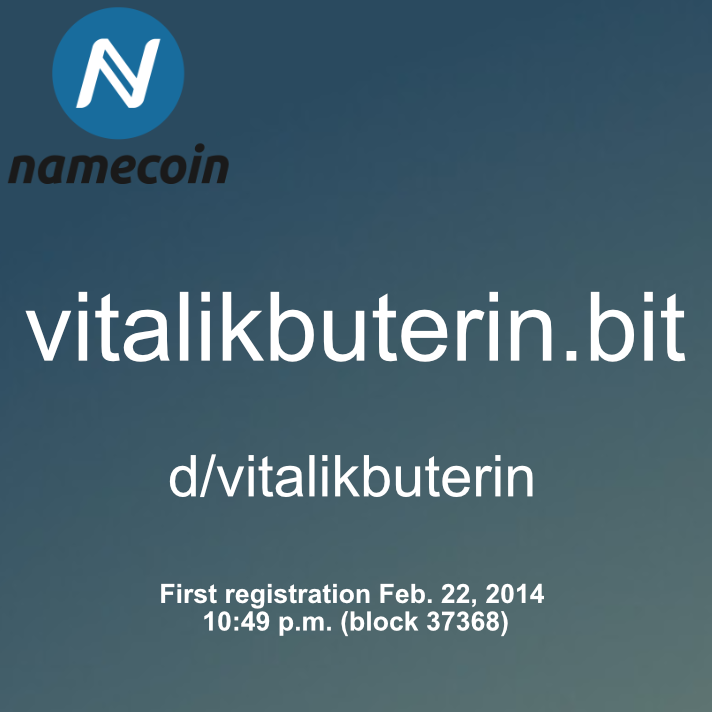 namecoin
vitalikbuterin.bit
d/vitalikbuterin
First registration Feb. 22, 2014
10:49 p.m. (block 37368)